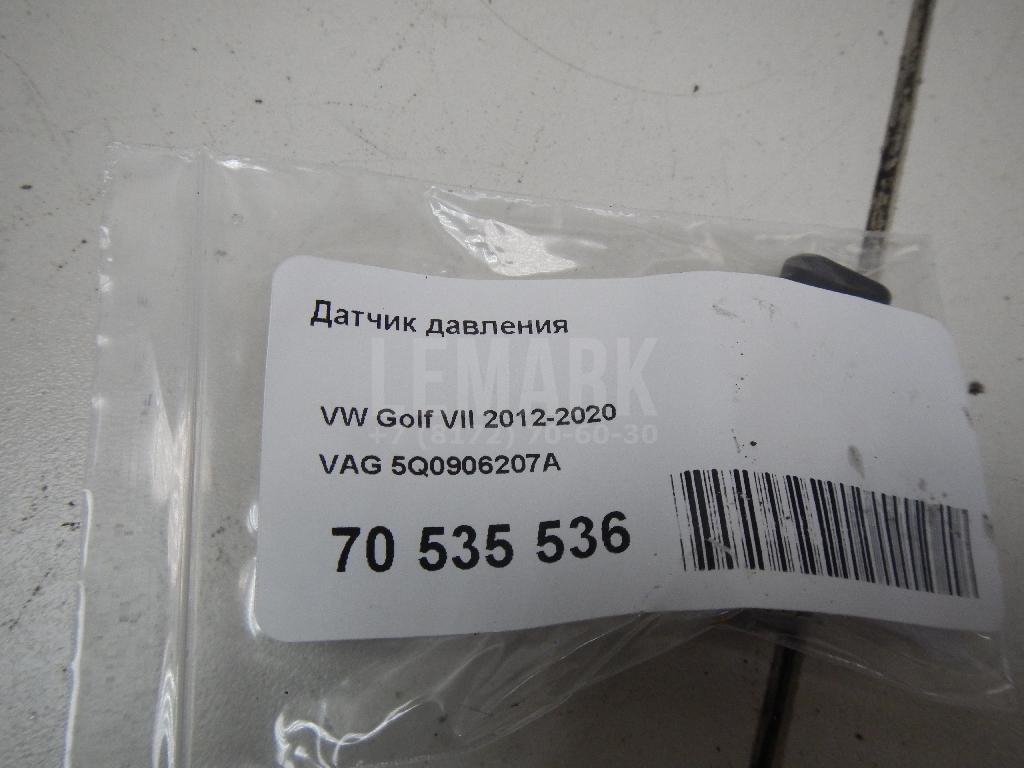 Датчик давления
LEMARK
VW Golf VII 2012-2020
+7 (8172) 70-60-30
VAG 5Q0906207A
70 535 536